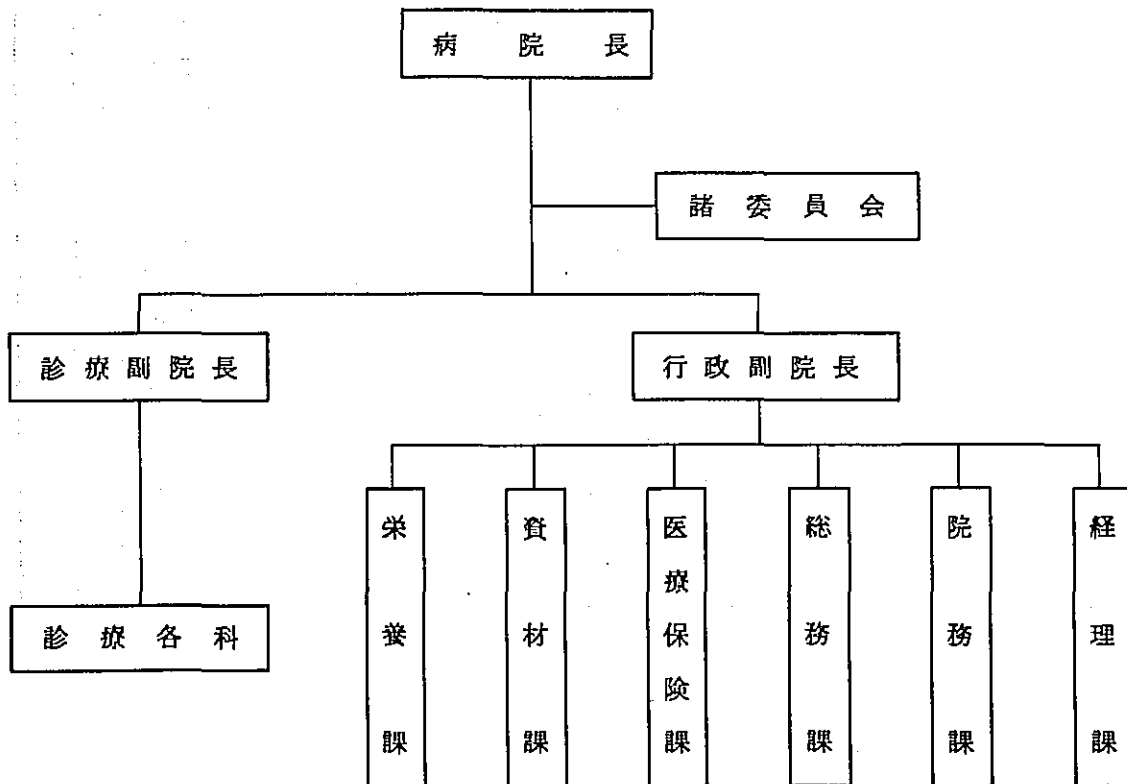 病院長
諸委員会
診療副院長
行政副院長
診療各科
栄養課
資材課
医療保険課
総務課
院務課
経理課